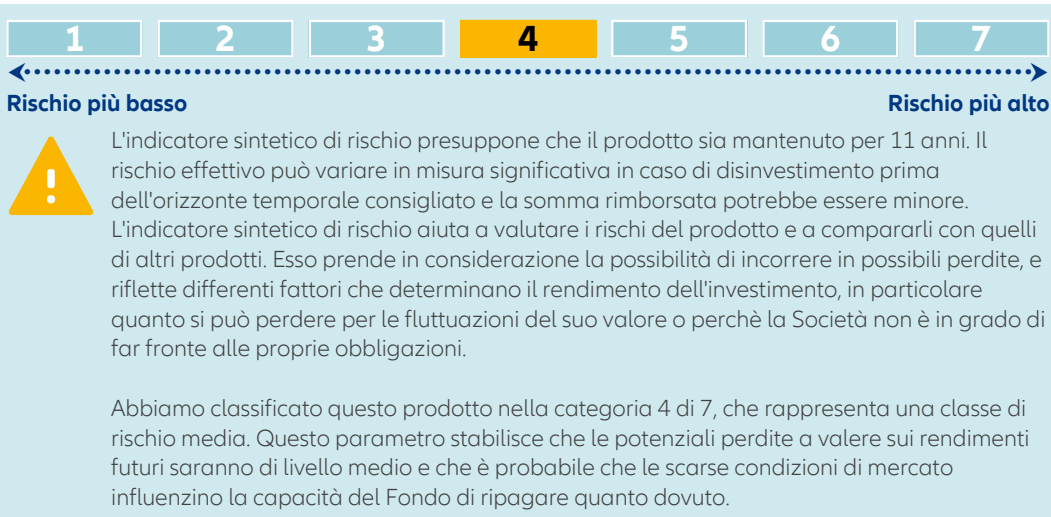 1 2 3 4 5 6 7
Rischio più basso Rischio più alto
L'indicatore sintetico di rischio presuppone che il prodotto sia mantenuto per 11 anni. Il
rischio effettivo può variare in misura significativa in caso di disinvestimento prima
dell'orizzonte temporale consigliato e la somma rimborsata potrebbe essere minore.
L'indicatore sintetico di rischio aiuta a valutare i rischi del prodotto e a compararli con quelli
di altri prodotti. Esso prende in considerazione la possibilità di incorrere in possibili perdite, e
riflette differenti fattori che determinano il rendimento dell'investimento, in particolare
quanto si può perdere per le fluttuazioni del suo valore o perchè la Società non è in grado di
far fronte alle proprie obbligazioni.
Abbiamo classificato questo prodotto nella categoria 4 di 7, che rappresenta una classe di
rischio media. Questo parametro stabilisce che le potenziali perdite a valere sui rendimenti
futuri saranno di livello medio e che è probabile che le scarse condizioni di mercato
influenzino la capacità del Fondo di ripagare quanto dovuto.